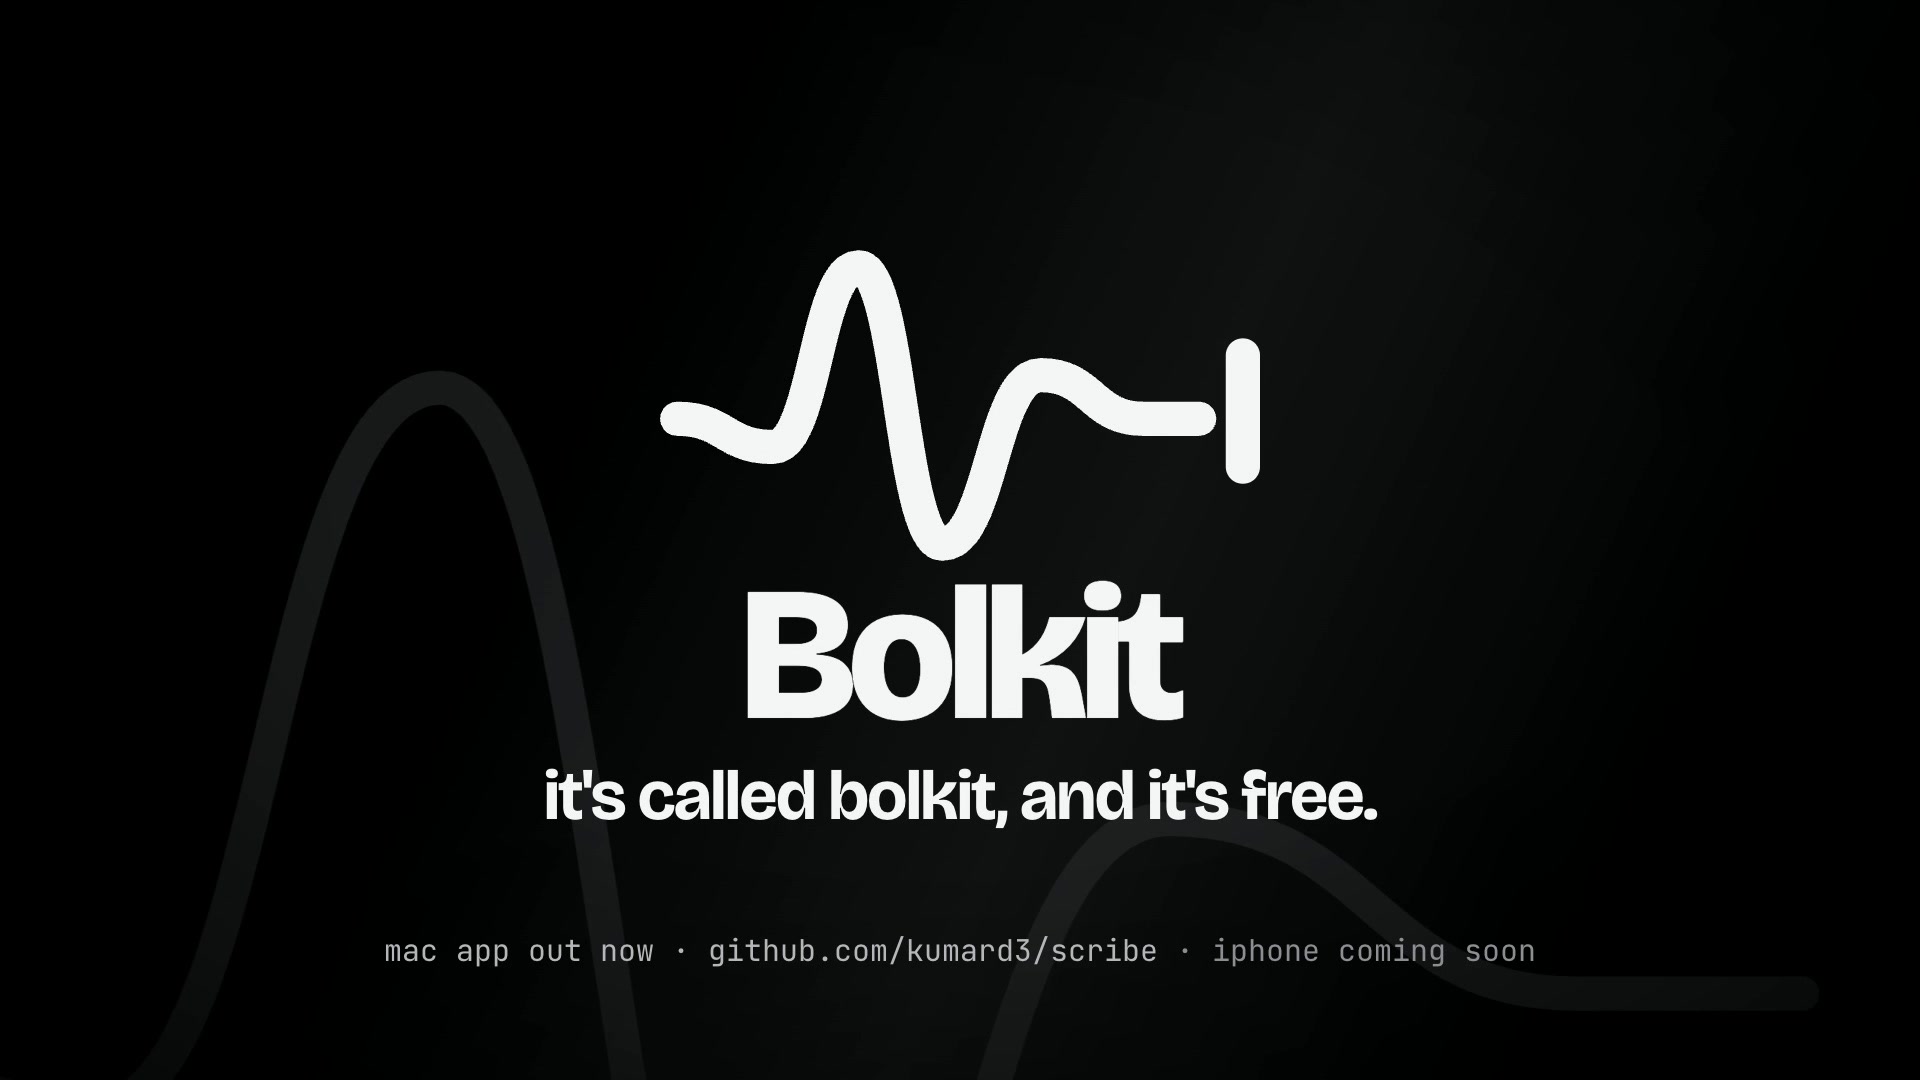 Bolkit
it's called bolkit, and it's free.
mac app out now · github.com/kumard3/scribe · iphone coming soon